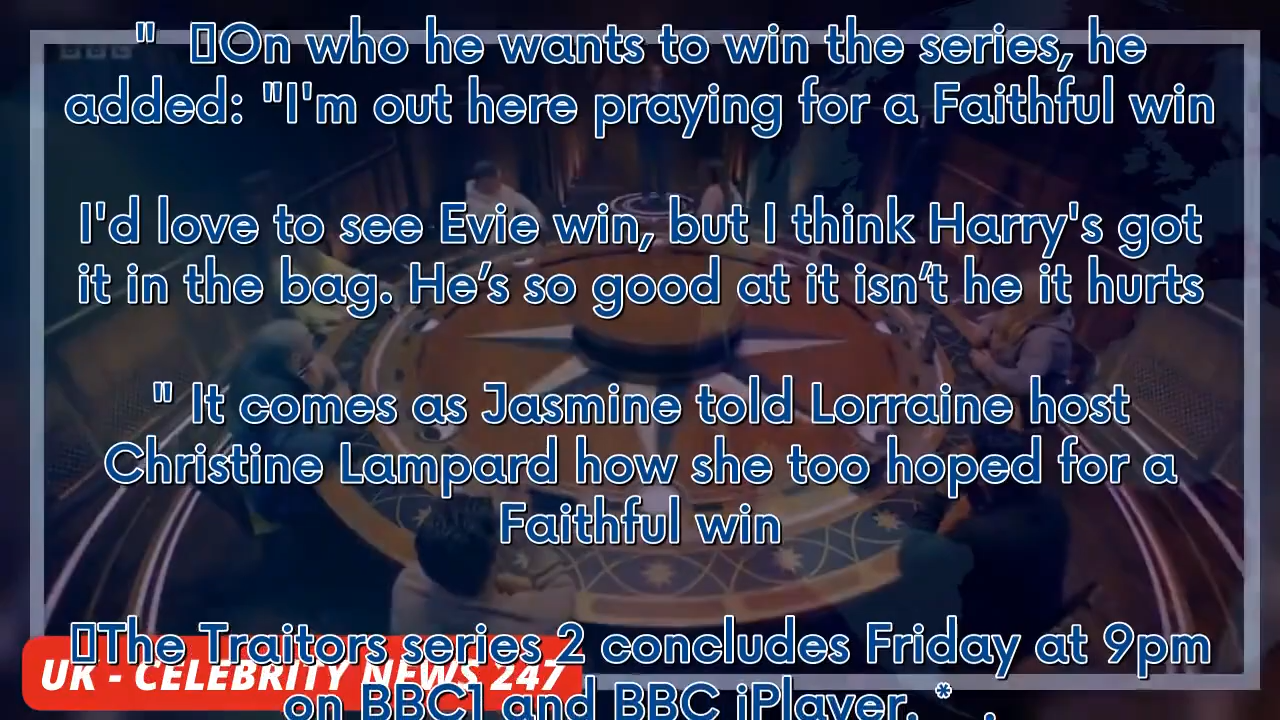 " ▯On who he wants to win the series, he
added: "I'm out here praying for a Faithful win
I'd love to see Evie win, but I think Harry's got
it in the bag. He’s so good at it isn’t he it hurts
" It comes as Jasmine told Lorraine host
Christine Lampard how she too hoped for a
Faithful win
▯The Traitors series 2 concludes Friday at 9pm
UK - CELEBRITY NEWS 247
on BBC1 and BBC iPlayer. * .